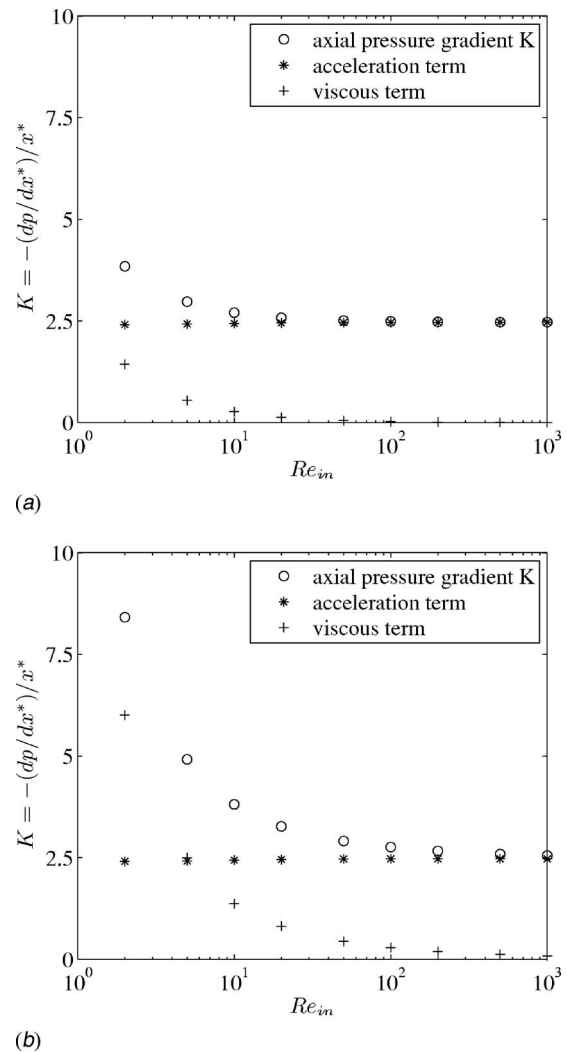 10
axial pressure gradient K
acceleration term
viscous term
7.5
5
2.5
0
K = −(dp/dx*)/x*
10^0 10^1 10^2 10^3
Re_in
(a)
10
axial pressure gradient K
acceleration term
viscous term
7.5
5
2.5
0
K = −(dp/dx*)/x*
10^0 10^1 10^2 10^3
Re_in
(b)